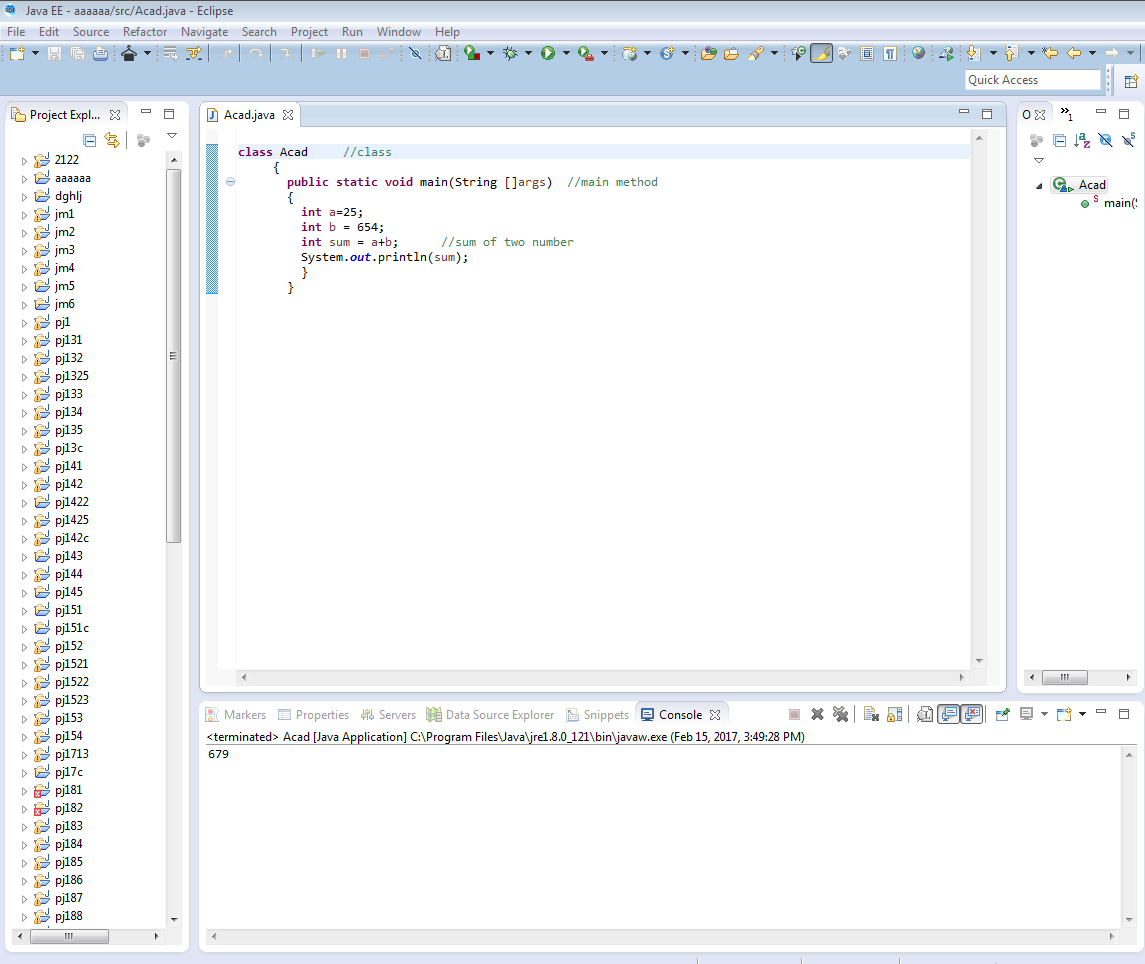 Java EE - aaaaaa/src/Acad.java - Eclipse
File Edit Source Refactor Navigate Search Project Run Window Help
Quick Access
Project Expl...
2122
aaaaaa
dghlj
jm1
jm2
jm3
jm4
jm5
jm6
pj1
pj131
pj132
pj1325
pj133
pj134
pj135
pj13c
pj141
pj142
pj1422
pj1425
pj142c
pj143
pj144
pj145
pj151
pj151c
pj152
pj1521
pj1522
pj1523
pj153
pj154
pj1713
pj17c
pj181
pj182
pj183
pj184
pj185
pj186
pj187
pj188
Acad.java
class Acad //class
{
public static void main(String []args) //main method
{
int a=25;
int b = 654;
int sum = a+b; //sum of two number
System.out.println(sum);
}
}
O
1
Acad
main(S
Markers Properties Servers Data Source Explorer Snippets Console
<terminated> Acad [Java Application] C:\Program Files\Java\jre1.8.0_121\bin\javaw.exe (Feb 15, 2017, 3:49:28 PM)
679